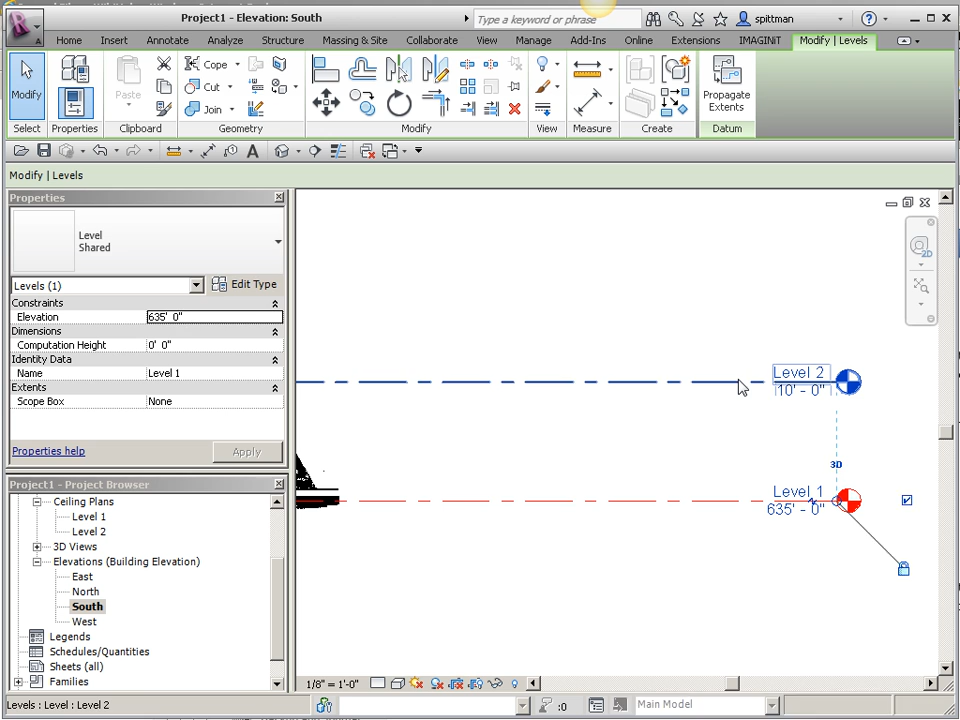 Project1 - Elevation: South
Type a keyword or phrase
spittman
Home Insert Annotate Analyze Structure Massing & Site Collaborate View Manage Add-Ins Online Extensions IMAGINiT Modify | Levels
Modify
Paste
Cope
Cut
Join
Propagate
Extents
Select Properties Clipboard Geometry Modify View Measure Create Datum
Modify | Levels
Properties
Level
Shared
Levels (1)
Edit Type
Constraints
Elevation 635' 0"
Dimensions
Computation Height 0' 0"
Identity Data
Name Level 1
Extents
Scope Box None
Properties help
Apply
Project1 - Project Browser
Ceiling Plans
Level 1
Level 2
3D Views
Elevations (Building Elevation)
East
North
South
West
Legends
Schedules/Quantities
Sheets (all)
Families
2D
Level 2
10' - 0"
3D
Level 1
635' - 0"
1/8" = 1'-0"
Levels : Level : Level 2
:0
Main Model